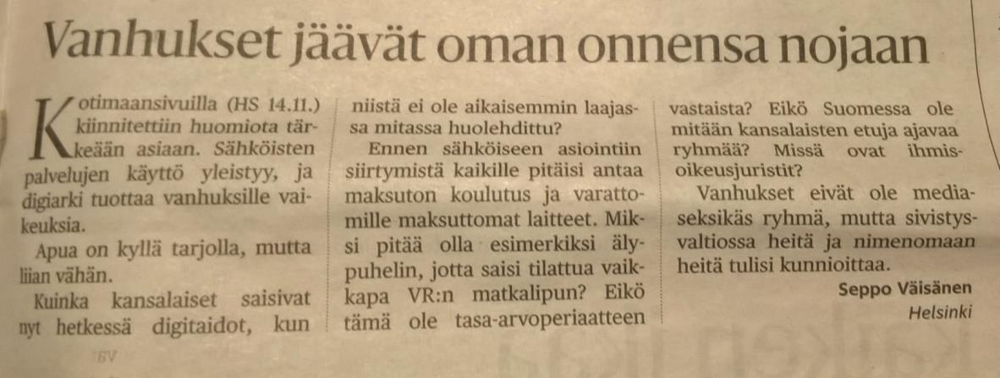 Vanhukset jäävät oman onnensa nojaan
Kotimaansivuilla (HS 14.11.)
kiinnitettiin huomiota tär-
keään asiaan. Sähköisten
palvelujen käyttö yleistyy, ja
digiarki tuottaa vanhuksille vai-
keuksia.
Apua on kyllä tarjolla, mutta
liian vähän.
Kuinka kansalaiset saisivat
nyt hetkessä digitaidot, kun
niistä ei ole aikaisemmin laajas-
sa mitassa huolehdittu?
Ennen sähköiseen asiointiin
siirtymistä kaikille pitäisi antaa
maksuton koulutus ja varatto-
mille maksuttomat laitteet. Mik-
si pitää olla esimerkiksi äly-
puhelin, jotta saisi tilattua vaik-
kapa VR:n matkalipun? Eikö
tämä ole tasa-arvoperiaatteen
vastaista? Eikö Suomessa ole
mitään kansalaisten etuja ajavaa
ryhmää? Missä ovat ihmis-
oikeusjuristit?
Vanhukset eivät ole media-
seksikäs ryhmä, mutta sivistys-
valtiossa heitä ja nimenomaan
heitä tulisi kunnioittaa.
Seppo Väisänen
Helsinki